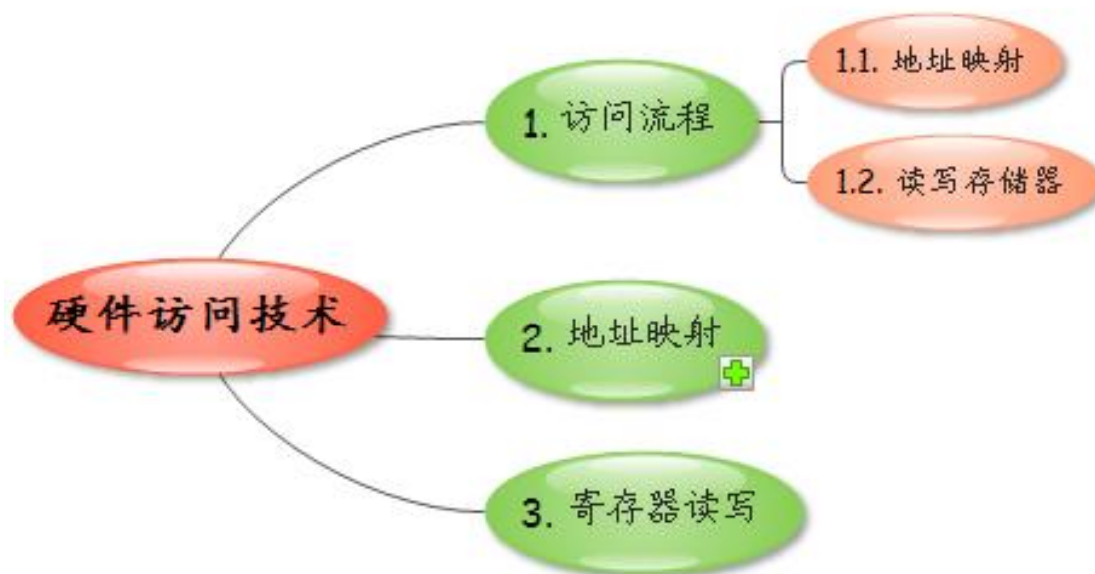 硬件访问技术
1. 访问流程
1.1. 地址映射
1.2. 读写存储器
2. 地址映射
3. 寄存器读写